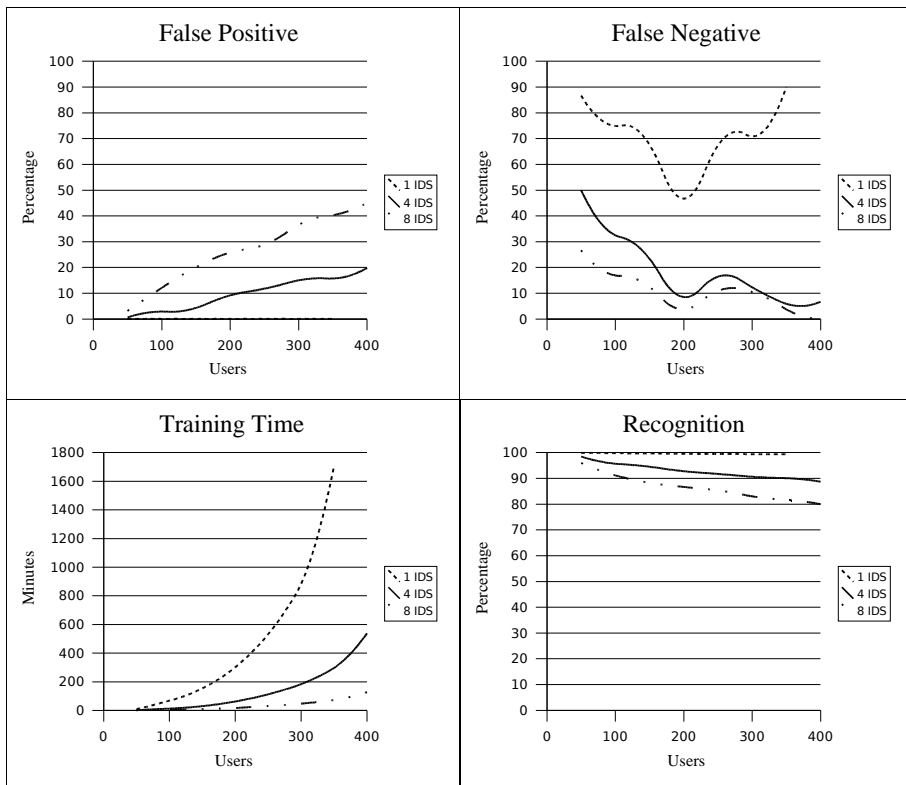 False Positive
100
90
80
70
60
50
40
30
20
10
0
Percentage
0 100 200 300 400
Users
1 IDS
4 IDS
8 IDS
False Negative
100
90
80
70
60
50
40
30
20
10
0
Percentage
0 100 200 300 400
Users
1 IDS
4 IDS
8 IDS
Training Time
1800
1600
1400
1200
1000
800
600
400
200
0
Minutes
0 100 200 300 400
Users
1 IDS
4 IDS
8 IDS
Recognition
100
90
80
70
60
50
40
30
20
10
0
Percentage
0 100 200 300 400
Users
1 IDS
4 IDS
8 IDS